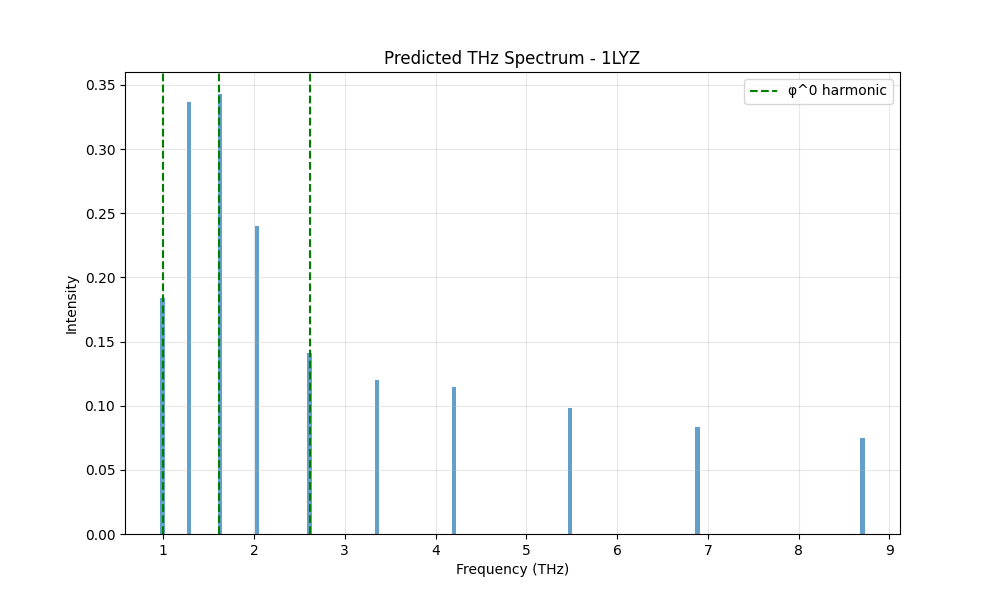 Predicted THz Spectrum - 1LYZ
φ^0 harmonic
Intensity
0.35
0.30
0.25
0.20
0.15
0.10
0.05
0.00
1 2 3 4 5 6 7 8 9
Frequency (THz)